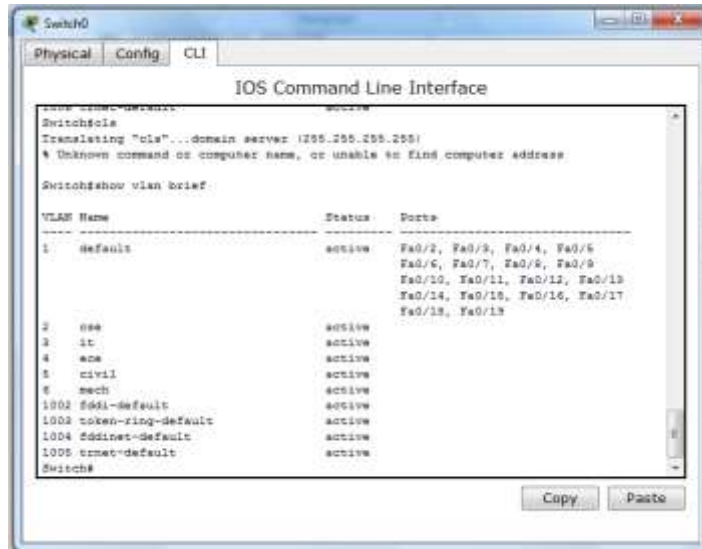 Switch0
Physical Config CLI
IOS Command Line Interface
1005 trnet-default active
Switch#cls
Translating "cls"...domain server (255.255.255.255)
% Unknown command or computer name, or unable to find computer address
Switch#show vlan brief
VLAN Name Status Ports
---- -------------------------------- --------- -------------------------------
1 default active Fa0/2, Fa0/3, Fa0/4, Fa0/5
Fa0/6, Fa0/7, Fa0/8, Fa0/9
Fa0/10, Fa0/11, Fa0/12, Fa0/13
Fa0/14, Fa0/15, Fa0/16, Fa0/17
Fa0/18, Fa0/19
2 cse active
3 it active
4 ece active
5 civil active
6 mech active
1002 fddi-default active
1003 token-ring-default active
1004 fddinet-default active
1005 trnet-default active
Switch#
Copy Paste